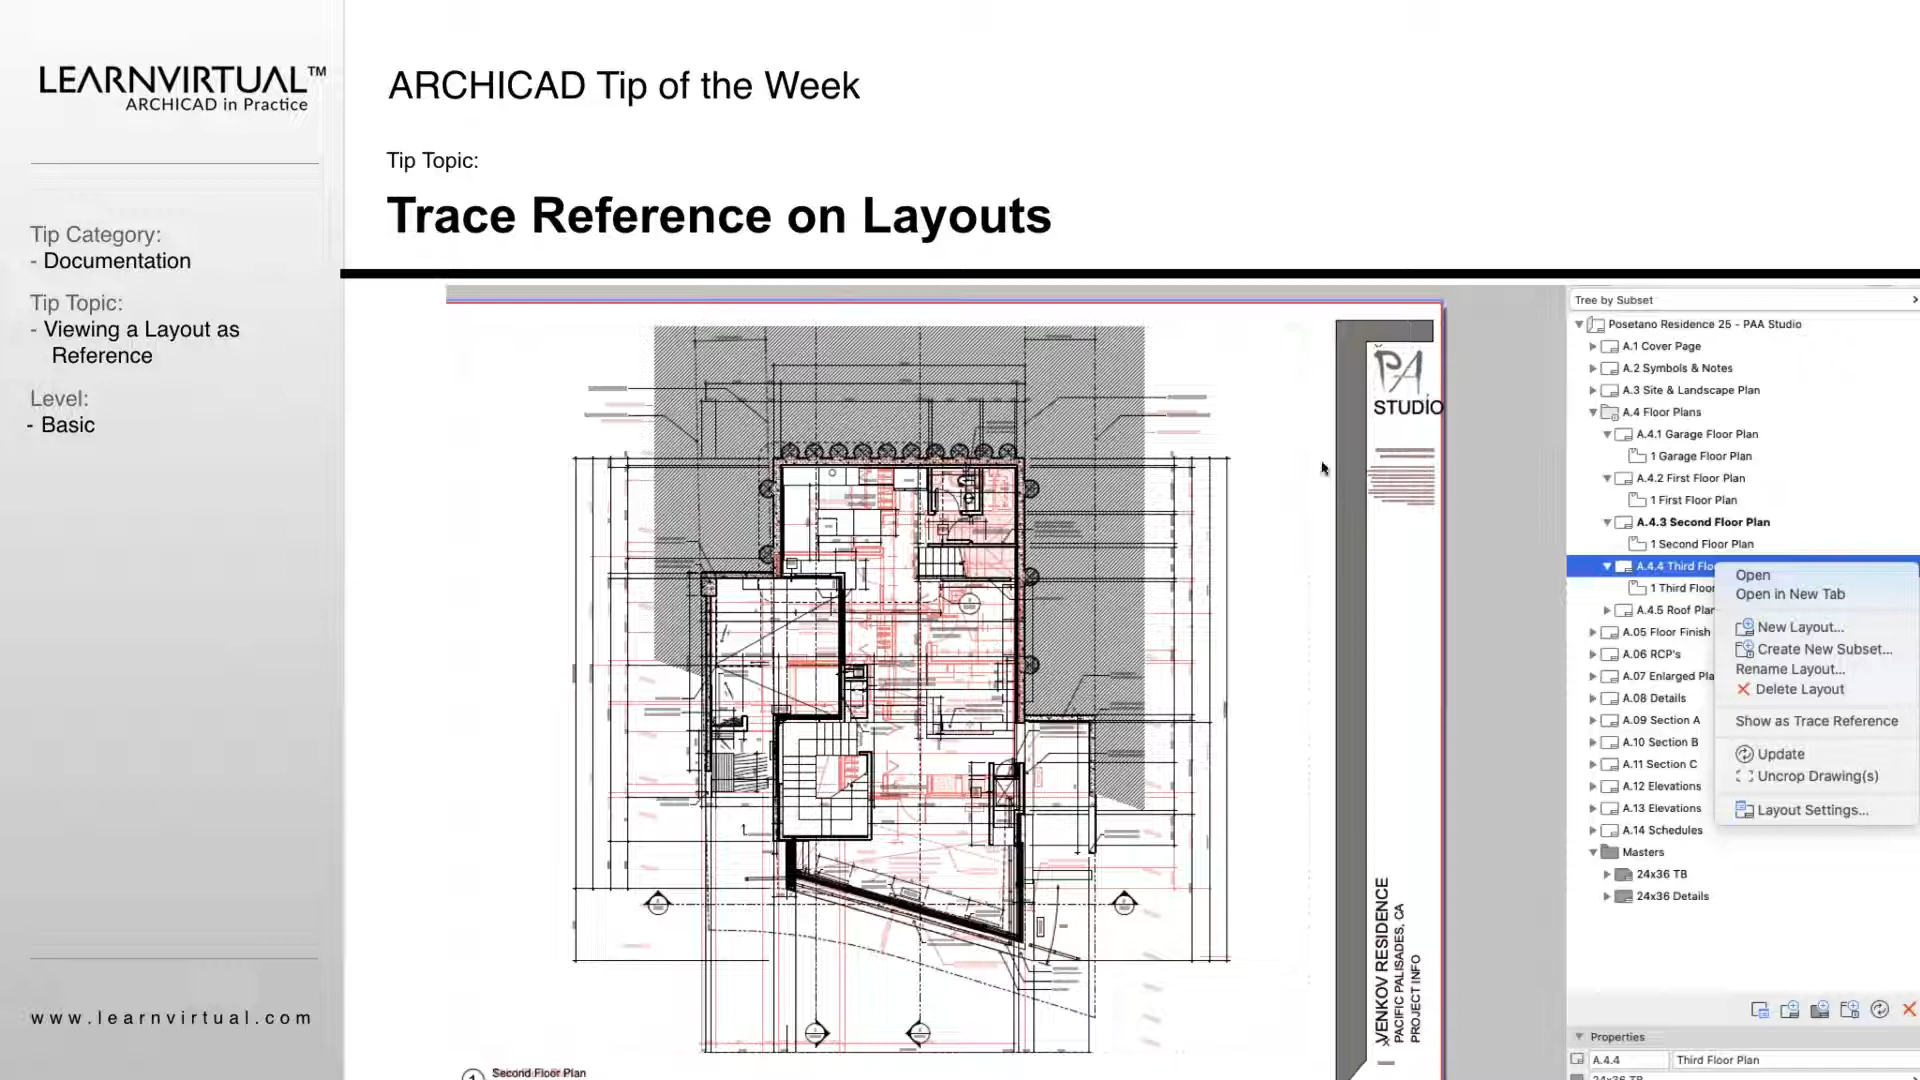 LEARNVIRTUAL™
ARCHICAD in Practice
Tip Category:
- Documentation
Tip Topic:
- Viewing a Layout as
Reference
Level:
- Basic
www.learnvirtual.com
ARCHICAD Tip of the Week
Tip Topic:
Trace Reference on Layouts
PA
STUDIO
VENKOV RESIDENCE
PACIFIC PALISADES, CA
PROJECT INFO
1 Second Floor Plan
Tree by Subset
Posetano Residence 25 - PAA Studio
A.1 Cover Page
A.2 Symbols & Notes
A.3 Site & Landscape Plan
A.4 Floor Plans
A.4.1 Garage Floor Plan
1 Garage Floor Plan
A.4.2 First Floor Plan
1 First Floor Plan
A.4.3 Second Floor Plan
1 Second Floor Plan
A.4.4 Third Flo
1 Third Floor
A.4.5 Roof Plan
A.05 Floor Finish
A.06 RCP's
A.07 Enlarged Pla
A.08 Details
A.09 Section A
A.10 Section B
A.11 Section C
A.12 Elevations
A.13 Elevations
A.14 Schedules
Masters
24x36 TB
24x36 Details
Open
Open in New Tab
New Layout...
Create New Subset...
Rename Layout...
Delete Layout
Show as Trace Reference
Update
Uncrop Drawing(s)
Layout Settings...
Properties
A.4.4 Third Floor Plan
24x36 TB